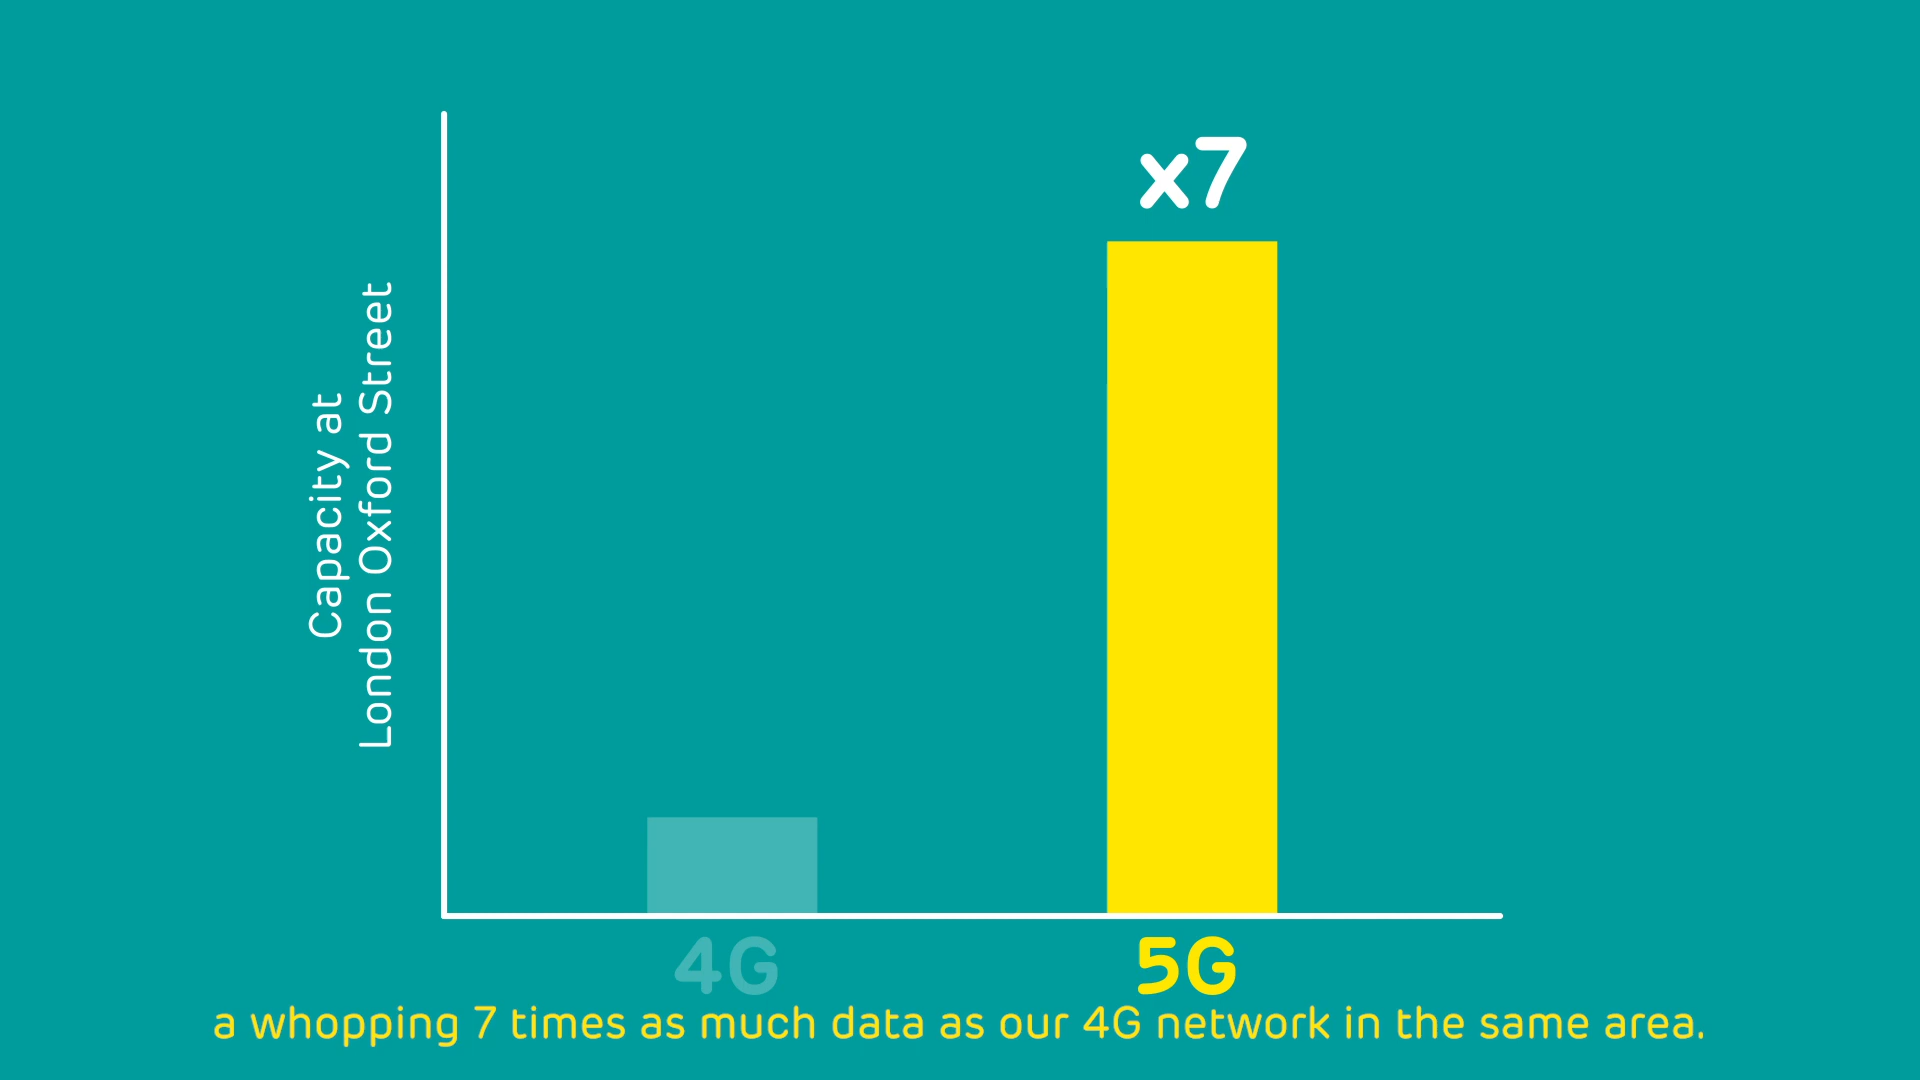 x7
Capacity at
London Oxford Street
4G
5G
a whopping 7 times as much data as our 4G network in the same area.